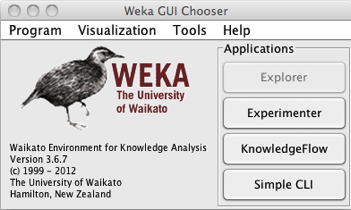 Weka GUI Chooser
Program Visualization Tools Help
WEKA
The University
of Waikato
Waikato Environment for Knowledge Analysis
Version 3.6.7
(c) 1999 - 2012
The University of Waikato
Hamilton, New Zealand
Applications
Explorer
Experimenter
KnowledgeFlow
Simple CLI